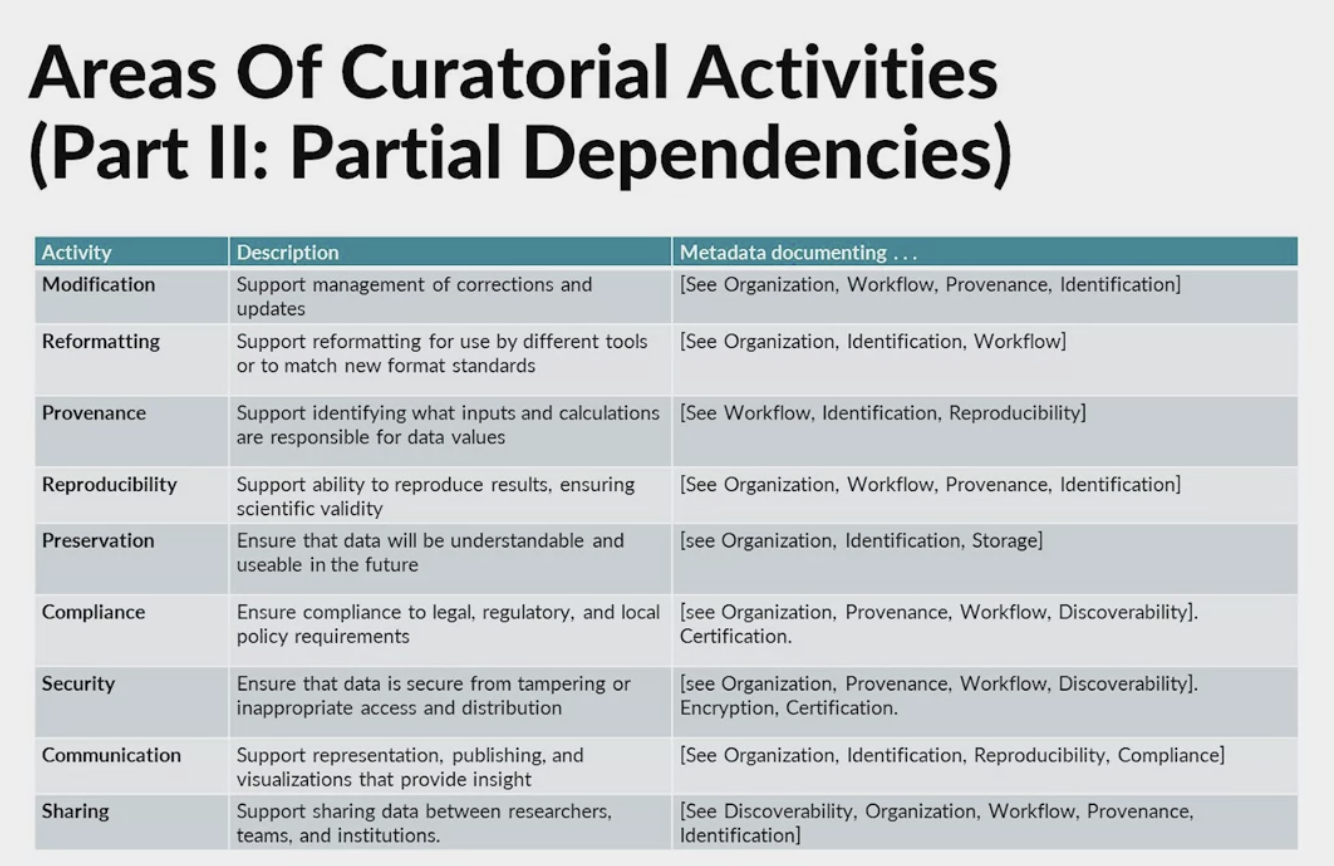 Areas Of Curatorial Activities
(Part II: Partial Dependencies)
Activity Description Metadata documenting . . .
Modification Support management of corrections and [See Organization, Workflow, Provenance, Identification]
updates
Reformatting Support reformatting for use by different tools [See Organization, Identification, Workflow]
or to match new format standards
Provenance Support identifying what inputs and calculations [See Workflow, Identification, Reproducibility]
are responsible for data values
Reproducibility Support ability to reproduce results, ensuring [See Organization, Workflow, Provenance, Identification]
scientific validity
Preservation Ensure that data will be understandable and [see Organization, Identification, Storage]
useable in the future
Compliance Ensure compliance to legal, regulatory, and local [see Organization, Provenance, Workflow, Discoverability].
policy requirements Certification.
Security Ensure that data is secure from tampering or [see Organization, Provenance, Workflow, Discoverability].
inappropriate access and distribution Encryption, Certification.
Communication Support representation, publishing, and [See Organization, Identification, Reproducibility, Compliance]
visualizations that provide insight
Sharing Support sharing data between researchers, [See Discoverability, Organization, Workflow, Provenance,
teams, and institutions. Identification]